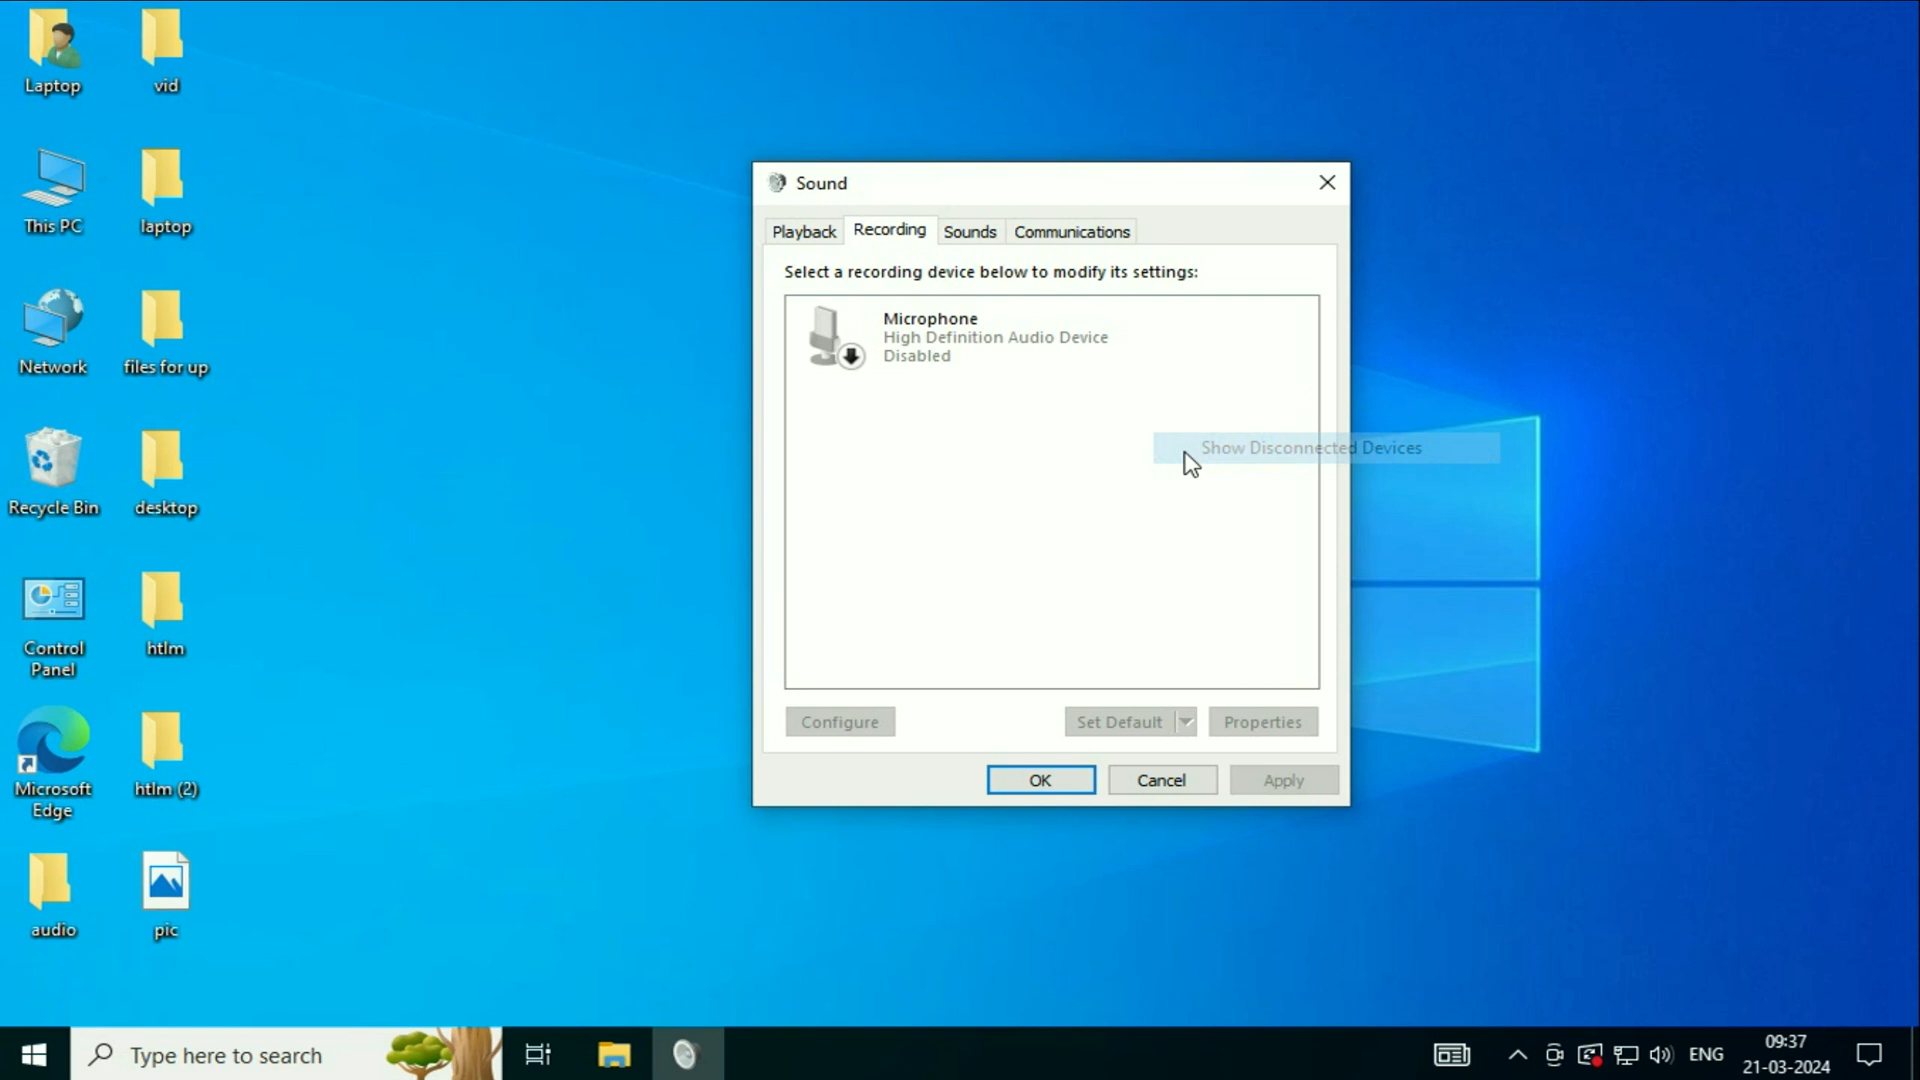 Laptop
vid
This PC
laptop
Network
files for up
Recycle Bin
desktop
Control
Panel
htlm
Microsoft
Edge
htlm (2)
audio
pic
Sound
Playback
Recording
Sounds
Communications
Select a recording device below to modify its settings:
Microphone
High Definition Audio Device
Disabled
Show Disconnected Devices
Configure
Set Default
Properties
OK
Cancel
Apply
Type here to search
ENG
09:37
21-03-2024